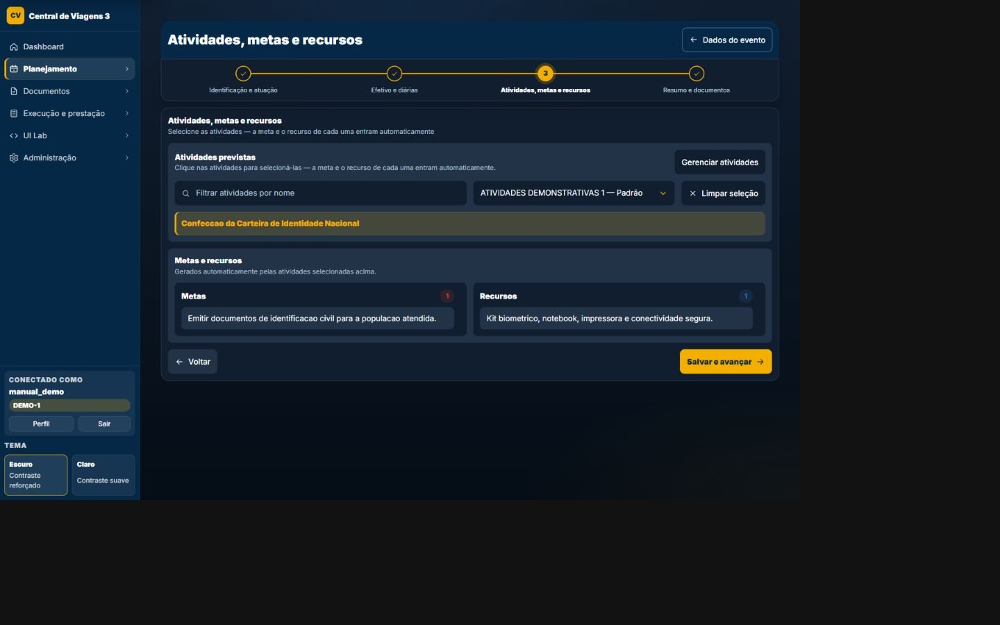 CV Central de Viagens 3
Dashboard
Planejamento
Documentos
Execução e prestação
UI Lab
Administração
CONECTADO COMO
manual_demo
DEMO-1
Perfil Sair
TEMA
Escuro
Contraste
reforçado
Claro
Contraste suave
Atividades, metas e recursos
Dados do evento
3
Identificação e atuação
Efetivo e diárias
Atividades, metas e recursos
Resumo e documentos
Atividades, metas e recursos
Selecione as atividades — a meta e o recurso de cada uma entram automaticamente
Atividades previstas
Clique nas atividades para selecioná-las — a meta e o recurso de cada uma entram automaticamente.
Gerenciar atividades
Filtrar atividades por nome
ATIVIDADES DEMONSTRATIVAS 1 — Padrão
Limpar seleção
Confeccao da Carteira de Identidade Nacional
Metas e recursos
Gerados automaticamente pelas atividades selecionadas acima.
Metas 1
Emitir documentos de identificacao civil para a populacao atendida.
Recursos 1
Kit biometrico, notebook, impressora e conectividade segura.
Voltar
Salvar e avançar